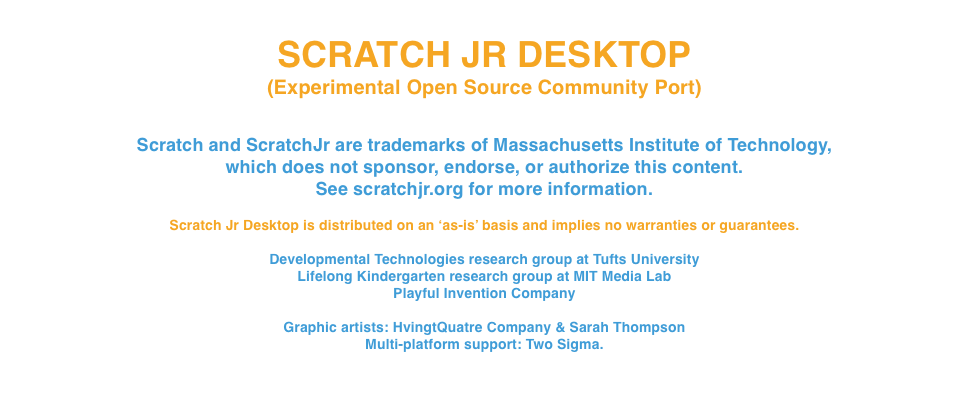 SCRATCH JR DESKTOP
(Experimental Open Source Community Port)
Scratch and ScratchJr are trademarks of Massachusetts Institute of Technology,
which does not sponsor, endorse, or authorize this content.
See scratchjr.org for more information.
Scratch Jr Desktop is distributed on an ‘as-is’ basis and implies no warranties or guarantees.
Developmental Technologies research group at Tufts University
Lifelong Kindergarten research group at MIT Media Lab
Playful Invention Company
Graphic artists: HvingtQuatre Company & Sarah Thompson
Multi-platform support: Two Sigma.